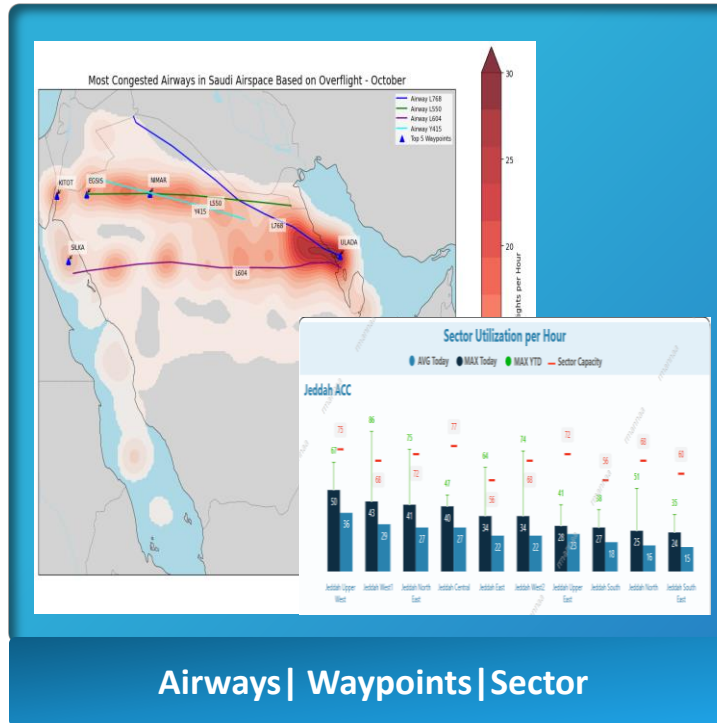 Most Congested Airways in Saudi Airspace Based on Overflight - October
Airway L768
Airway L550
Airway L604
Airway Y415
Top 5 Waypoints
30
25
20
KITOT
EGSIS
NIMAR
L550
Y415
L768
ULADA
SILKA
L604
Sector Utilization per Hour
AVG Today MAX Today MAX YTD Sector Capacity
Jeddah ACC
75 86 75 77 64 74 72 56 60
67 68 72 47 56 68 41 51 60
50 43 41 40 34 34 27 25 24
36 29 27 27 22 22 18 16 15
Jeddah Upper West
Jeddah West1
Jeddah North East
Jeddah Central
Jeddah East
Jeddah West2
Jeddah Upper East
Jeddah South
Jeddah North
Jeddah South East
Airways| Waypoints|Sector